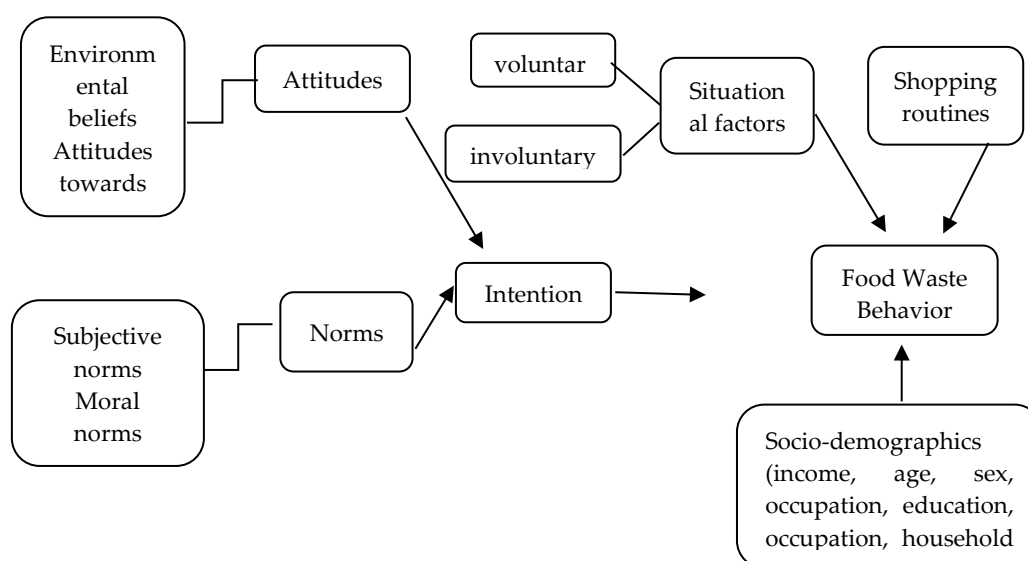 Environm
ental
beliefs
Attitudes
towards
Attitudes
voluntar
involuntary
Situation
al factors
Shopping
routines
Subjective
norms
Moral
norms
Norms
Intention
Food Waste
Behavior
Socio-demographics
(income, age, sex,
occupation, education,
occupation, household